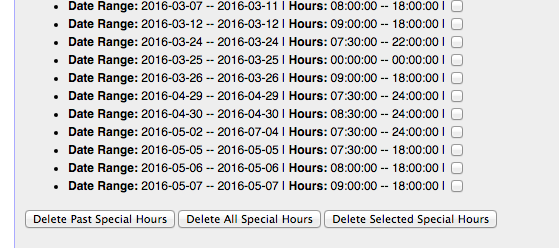 • Date Range: 2016-03-07 -- 2016-03-11 | Hours: 08:00:00 -- 18:00:00 |
• Date Range: 2016-03-12 -- 2016-03-12 | Hours: 09:00:00 -- 18:00:00 |
• Date Range: 2016-03-24 -- 2016-03-24 | Hours: 07:30:00 -- 22:00:00 |
• Date Range: 2016-03-25 -- 2016-03-25 | Hours: 00:00:00 -- 00:00:00 |
• Date Range: 2016-03-26 -- 2016-03-26 | Hours: 09:00:00 -- 18:00:00 |
• Date Range: 2016-04-29 -- 2016-04-29 | Hours: 07:30:00 -- 24:00:00 |
• Date Range: 2016-04-30 -- 2016-04-30 | Hours: 08:30:00 -- 24:00:00 |
• Date Range: 2016-05-02 -- 2016-07-04 | Hours: 07:30:00 -- 24:00:00 |
• Date Range: 2016-05-05 -- 2016-05-05 | Hours: 07:30:00 -- 18:00:00 |
• Date Range: 2016-05-06 -- 2016-05-06 | Hours: 08:00:00 -- 18:00:00 |
• Date Range: 2016-05-07 -- 2016-05-07 | Hours: 09:00:00 -- 18:00:00 |
Delete Past Special Hours Delete All Special Hours Delete Selected Special Hours